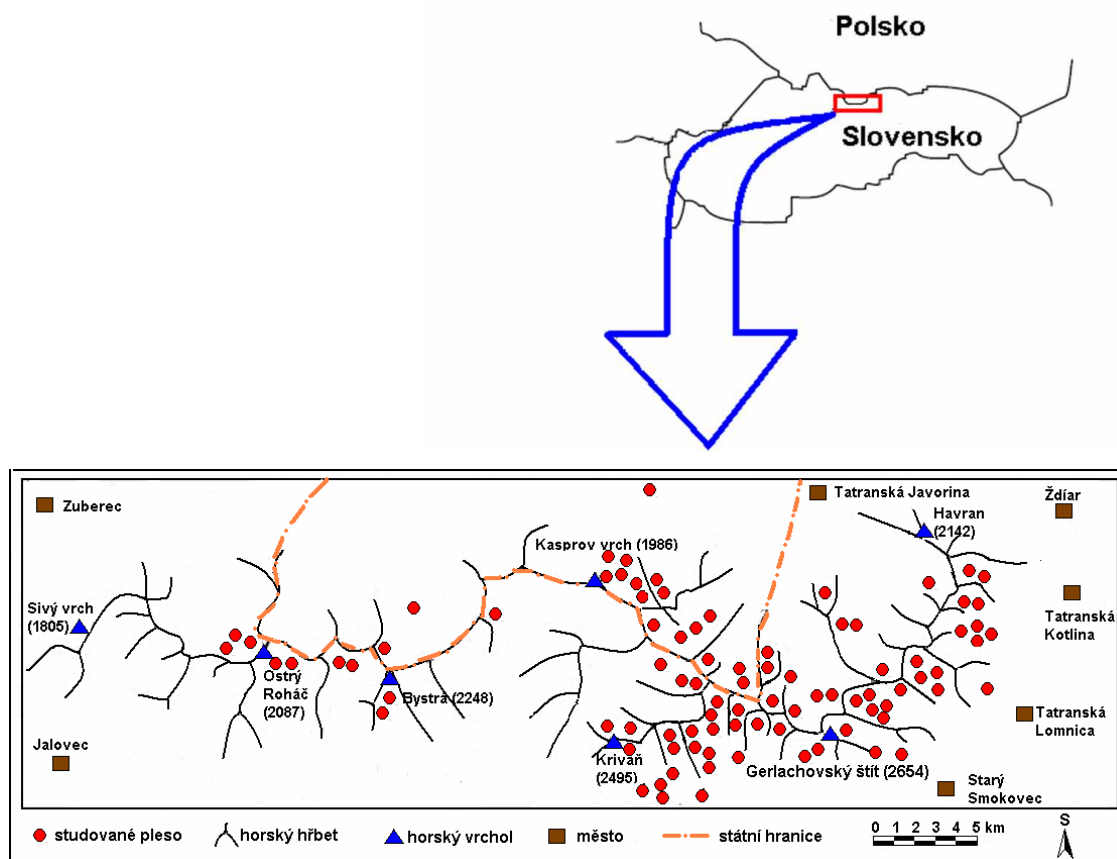 Polsko
Slovensko
Zuberec
Tatranská Javorina
Ždíar
Havran
(2142)
Kasprov vrch (1986)
Sivý vrch
(1805)
Tatranská
Kotlina
Ostrý
Roháč
(2087)
Bystrá (2248)
Tatranská
Lomnica
Jalovec
Kriváň
(2495)
Gerlachovský štít (2654)
Starý
Smokovec
studované pleso
horský hřbet
horský vrchol
město
státní hranice
0 1 2 3 4 5 km
S